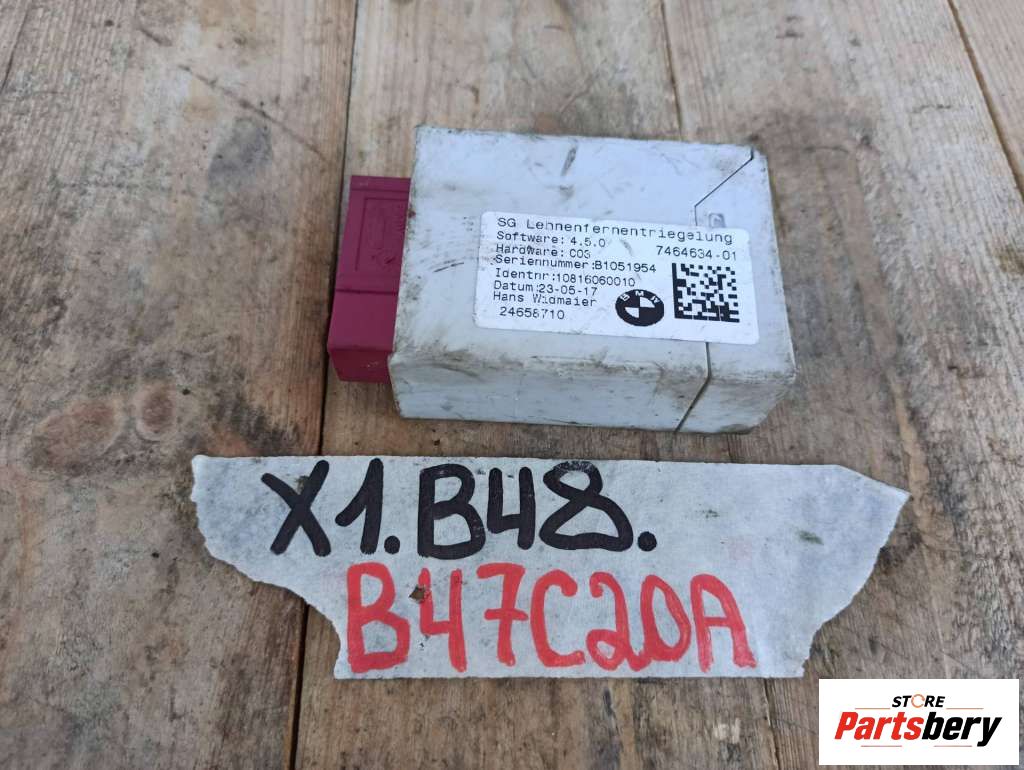 SG Lehnenfernentriegelung
Software: 4.5.0
7464634-01
Hardware: C03
Seriennummer:B1051954
Identnr:10816060010
Datum:23-05-17
Hans Widmaier
24658710
BMW
X1.B48.
B47C20A
STORE
Partsbery